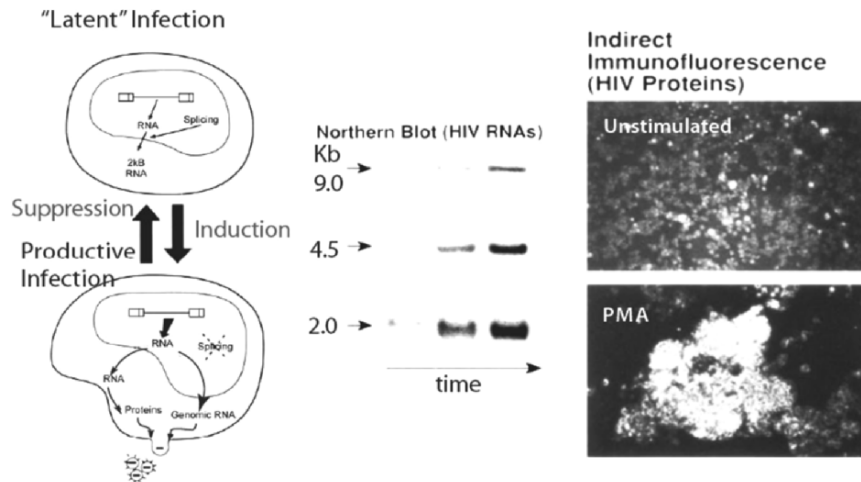 “Latent” Infection
RNA
Splicing
2kB
RNA
Suppression
Induction
Productive
Infection
RNA
Splicing
RNA
Proteins
Genomic RNA
Northern Blot (HIV RNAs)
Kb
9.0
4.5
2.0
time
Indirect
Immunofluorescence
(HIV Proteins)
Unstimulated
PMA